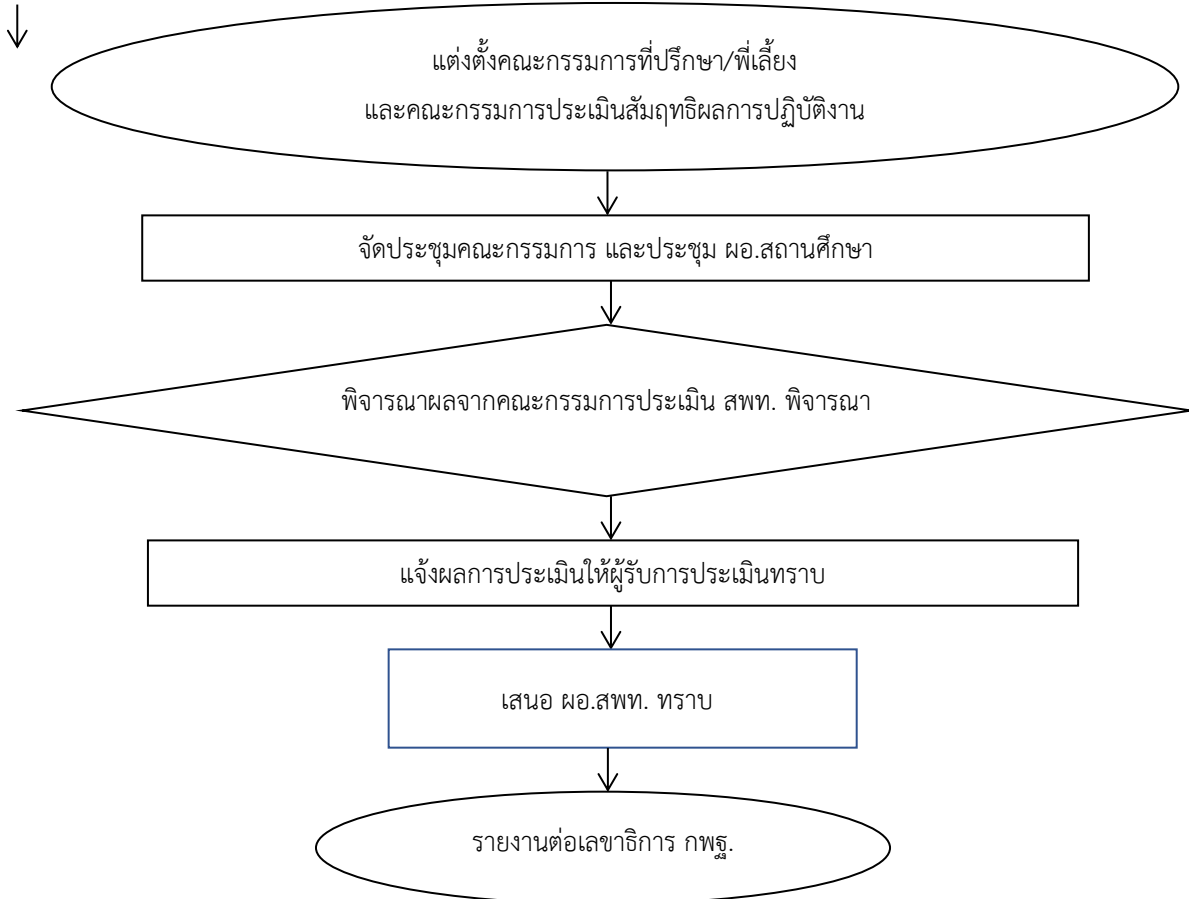 แต่งตั้งคณะกรรมการที่ปรึกษา/พี่เลี้ยง
และคณะกรรมการประเมินสัมฤทธิผลการปฏิบัติงาน
จัดประชุมคณะกรรมการ และประชุม ผอ.สถานศึกษา
พิจารณาผลจากคณะกรรมการประเมิน สพท. พิจารณา
แจ้งผลการประเมินให้ผู้รับการประเมินทราบ
เสนอ ผอ.สพท. ทราบ
รายงานต่อเลขาธิการ กพฐ.